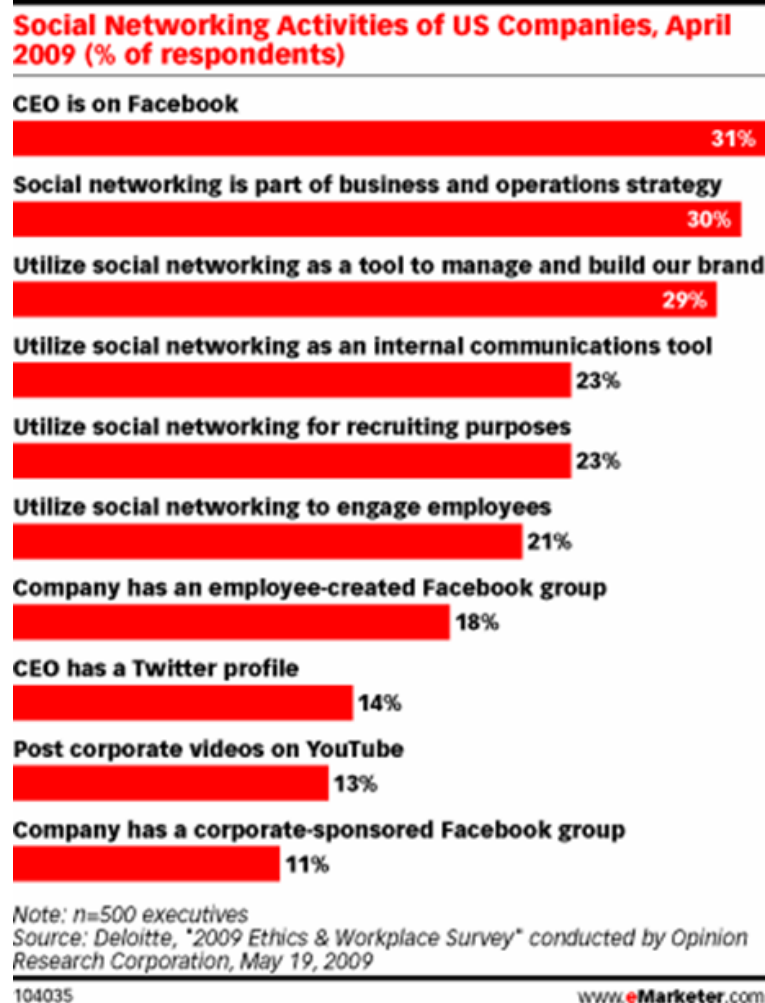 Social Networking Activities of US Companies, April
2009 (% of respondents)
CEO is on Facebook
31%
Social networking is part of business and operations strategy
30%
Utilize social networking as a tool to manage and build our brand
29%
Utilize social networking as an internal communications tool
23%
Utilize social networking for recruiting purposes
23%
Utilize social networking to engage employees
21%
Company has an employee-created Facebook group
18%
CEO has a Twitter profile
14%
Post corporate videos on YouTube
13%
Company has a corporate-sponsored Facebook group
11%
Note: n=500 executives
Source: Deloitte, "2009 Ethics & Workplace Survey" conducted by Opinion
Research Corporation, May 19, 2009
104035
www.eMarketer.com